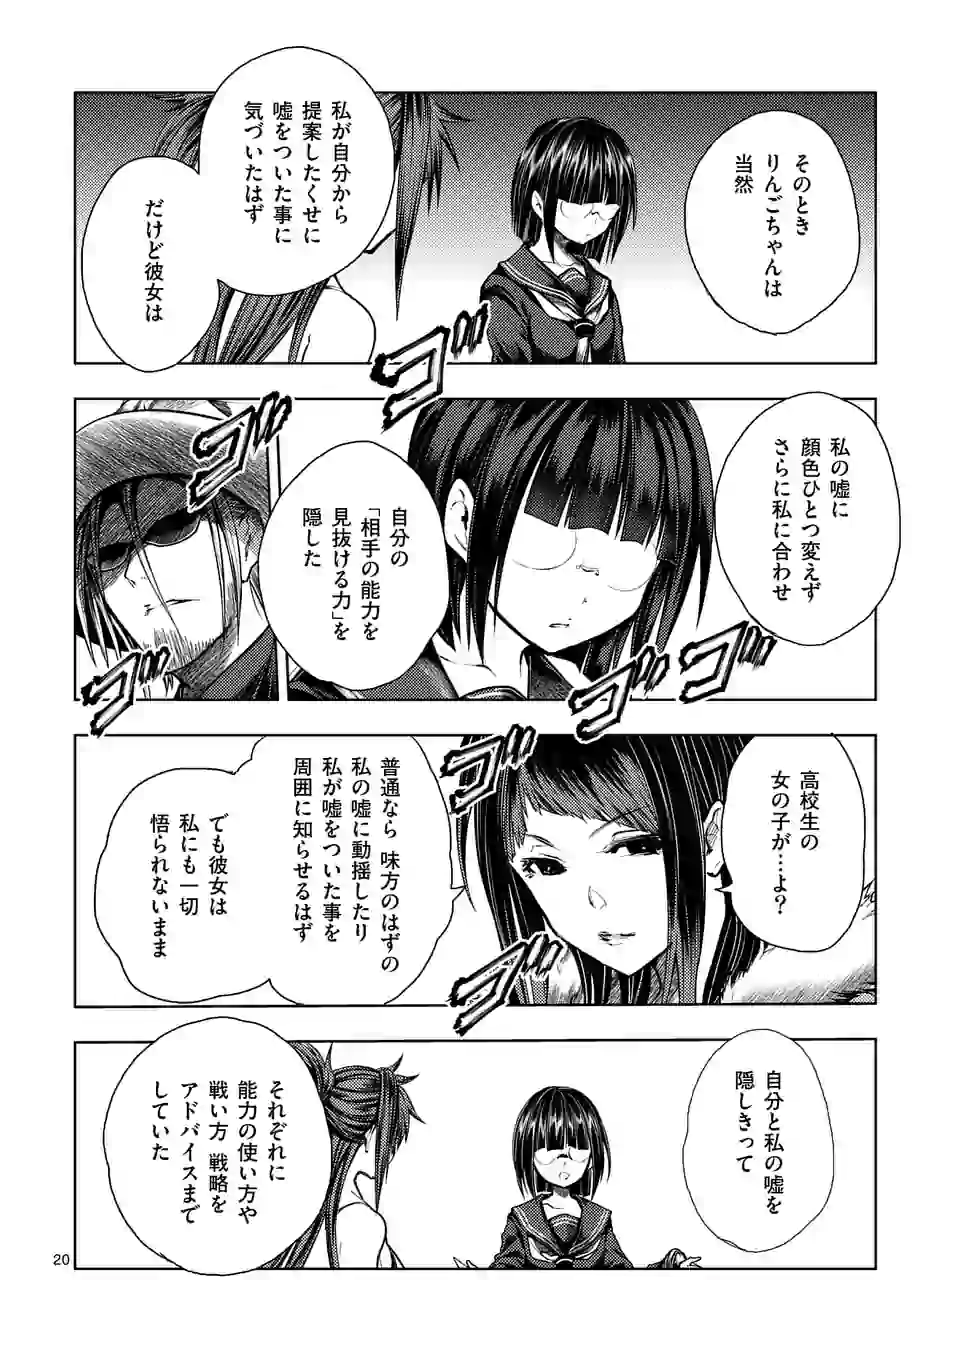 そのとき
りんごちゃんは
当然
私が自分から
提案したくせに
嘘をついた事に
気づいたはず
だけど彼女は
私の嘘に
顔色ひとつ変えず
さらに私に合わせ
自分の
「相手の能力を
見抜ける力」を
隠した
ゴ
ゴ
ゴ
ゴ
ゴ
高校生の
女の子が…よ?
普通なら 味方のはずの
私の嘘に動揺したり
私が嘘をついた事を
周囲に知らせるはず
でも彼女は
私にも一切
悟られないまま
ゴ
ゴ
自分と私の嘘を
隠しきって
それぞれに
能力の使い方や
戦い方 戦略を
アドバイスまで
していた
20